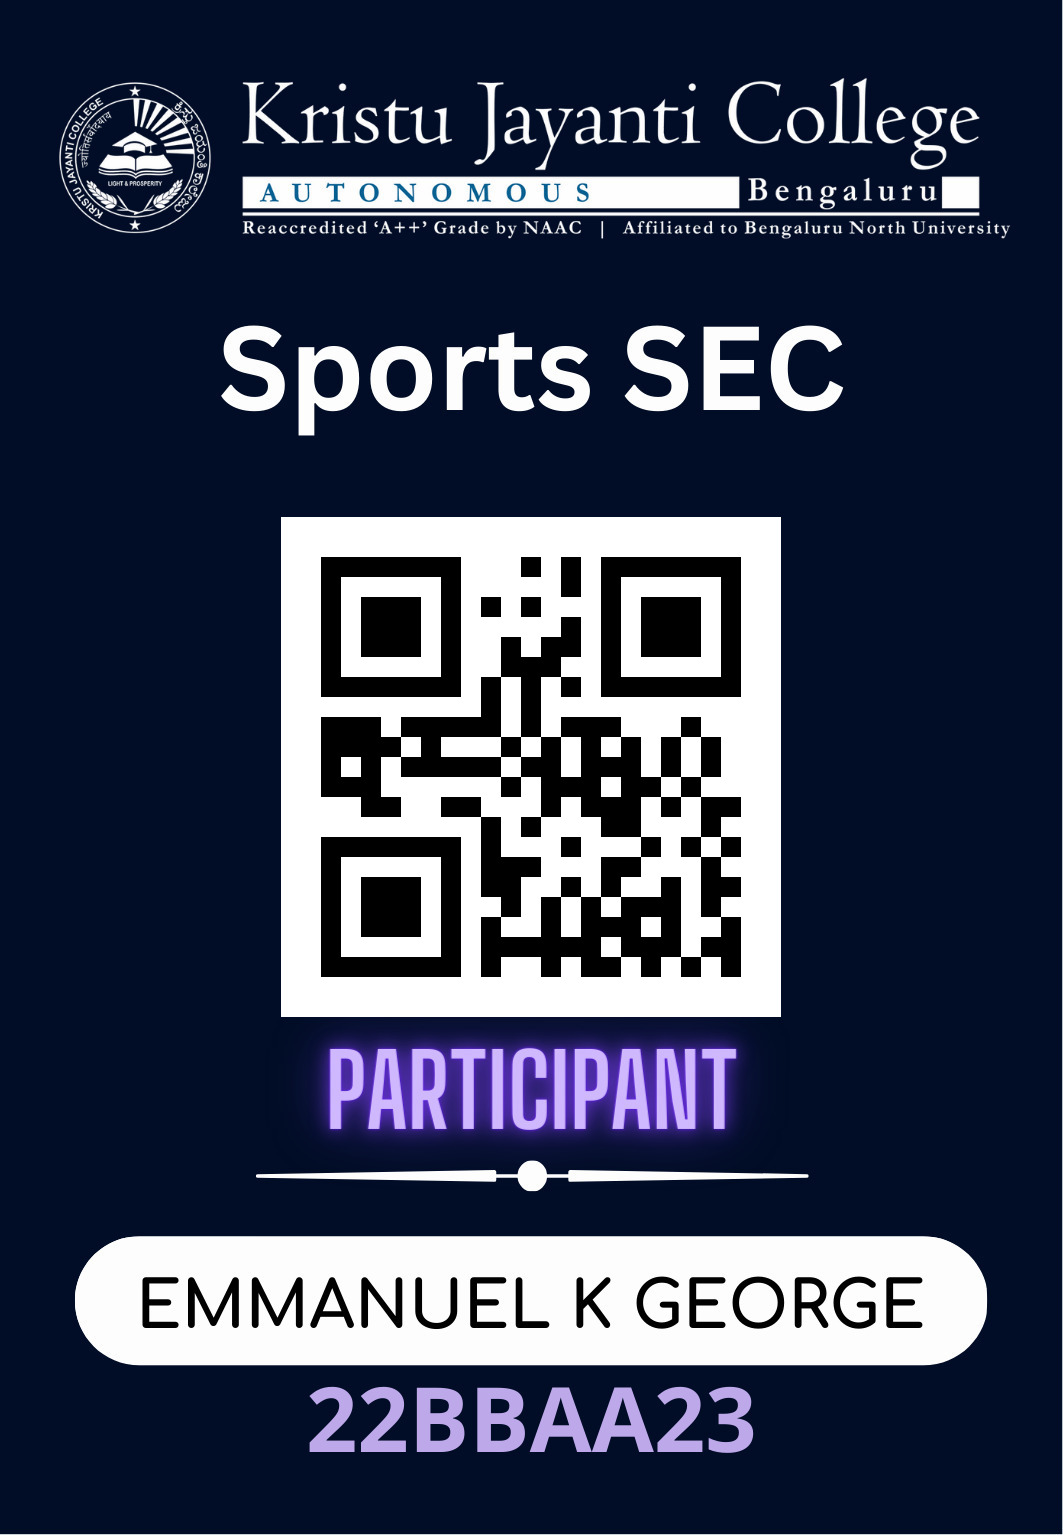 Kristu Jayanti College
AUTONOMOUS Bengaluru
Reaccredited ‘A++’ Grade by NAAC | Affiliated to Bengaluru North University
KRISTU JAYANTI COLLEGE
LIGHT & PROSPERITY
Sports SEC
PARTICIPANT
EMMANUEL K GEORGE
22BBAA23